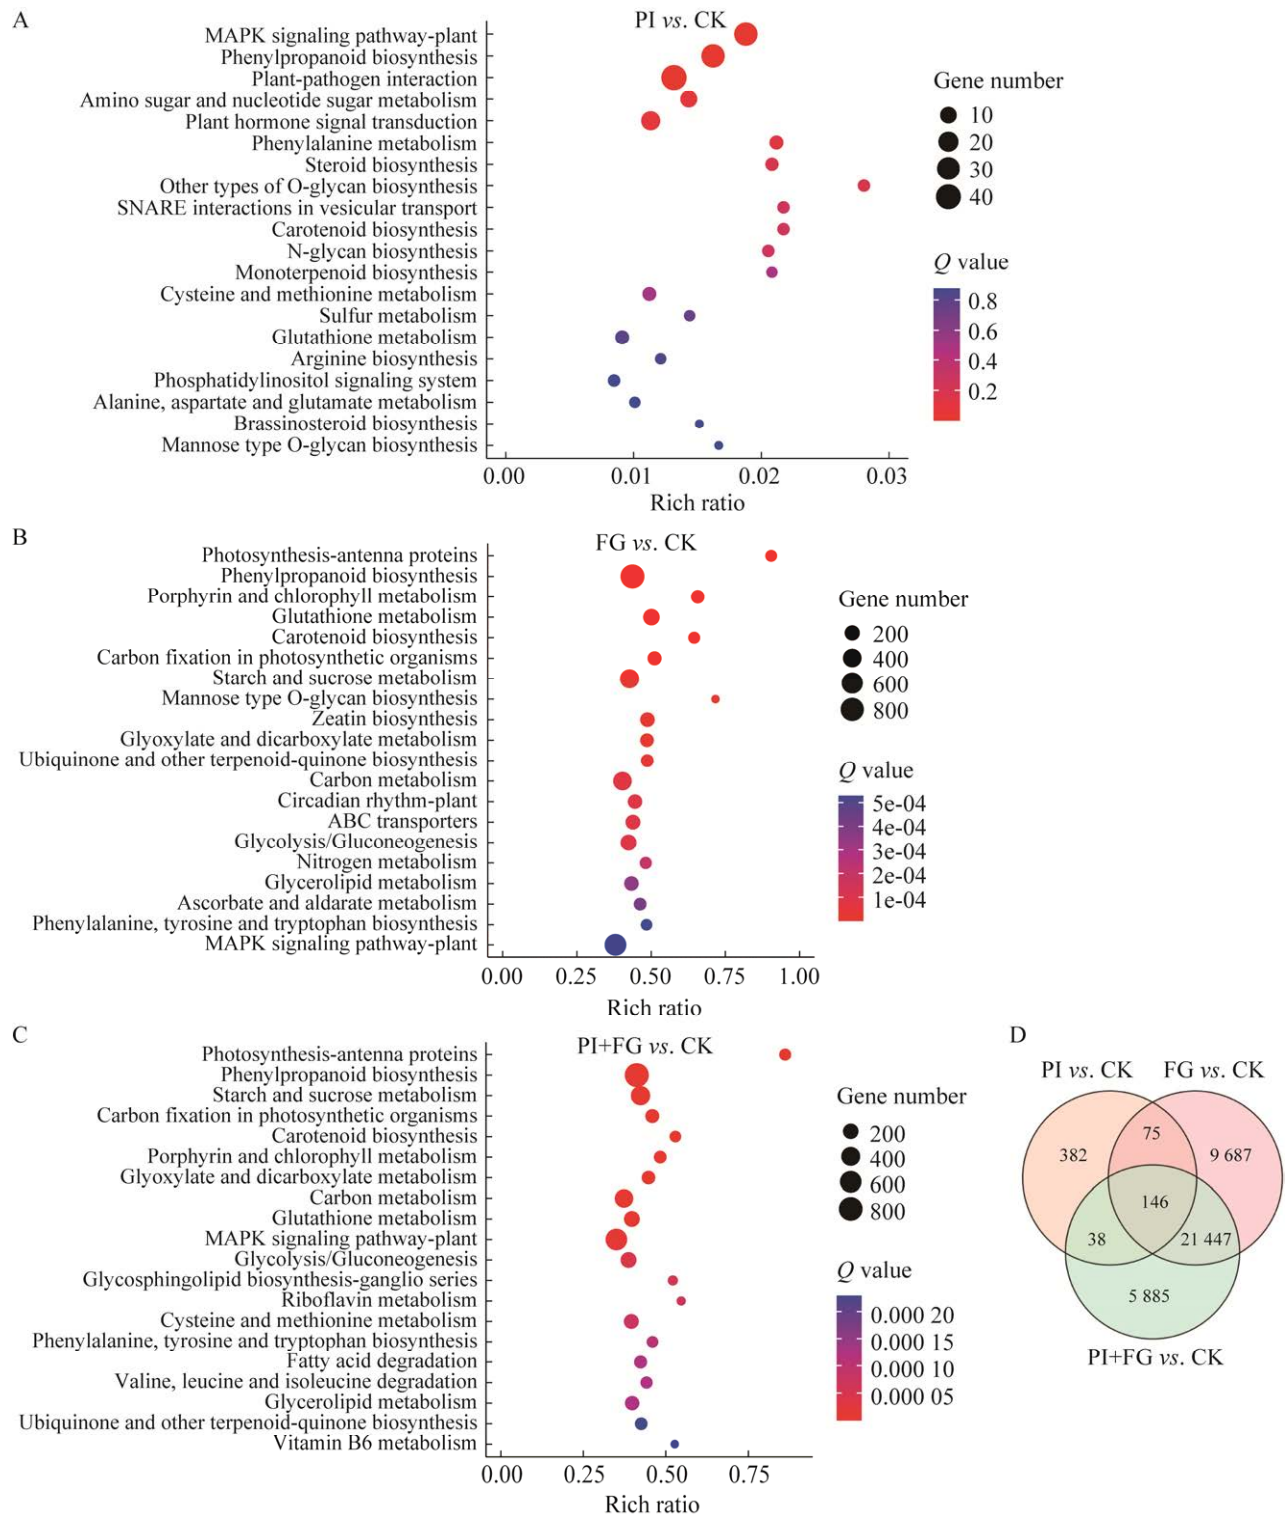 A
PI vs. CK
MAPK signaling pathway-plant
Phenylpropanoid biosynthesis
Plant-pathogen interaction
Amino sugar and nucleotide sugar metabolism
Plant hormone signal transduction
Phenylalanine metabolism
Steroid biosynthesis
Other types of O-glycan biosynthesis
SNARE interactions in vesicular transport
Carotenoid biosynthesis
N-glycan biosynthesis
Monoterpenoid biosynthesis
Cysteine and methionine metabolism
Sulfur metabolism
Glutathione metabolism
Arginine biosynthesis
Phosphatidylinositol signaling system
Alanine, aspartate and glutamate metabolism
Brassinosteroid biosynthesis
Mannose type O-glycan biosynthesis
0.00 0.01 0.02 0.03
Rich ratio
Gene number
10
20
30
40
Q value
0.8
0.6
0.4
0.2
B
FG vs. CK
Photosynthesis-antenna proteins
Phenylpropanoid biosynthesis
Porphyrin and chlorophyll metabolism
Glutathione metabolism
Carotenoid biosynthesis
Carbon fixation in photosynthetic organisms
Starch and sucrose metabolism
Mannose type O-glycan biosynthesis
Zeatin biosynthesis
Glyoxylate and dicarboxylate metabolism
Ubiquinone and other terpenoid-quinone biosynthesis
Carbon metabolism
Circadian rhythm-plant
ABC transporters
Glycolysis/Gluconeogenesis
Nitrogen metabolism
Glycerolipid metabolism
Ascorbate and aldarate metabolism
Phenylalanine, tyrosine and tryptophan biosynthesis
MAPK signaling pathway-plant
0.00 0.25 0.50 0.75 1.00
Rich ratio
Gene number
200
400
600
800
Q value
5e-04
4e-04
3e-04
2e-04
1e-04
C
PI+FG vs. CK
Photosynthesis-antenna proteins
Phenylpropanoid biosynthesis
Starch and sucrose metabolism
Carbon fixation in photosynthetic organisms
Carotenoid biosynthesis
Porphyrin and chlorophyll metabolism
Glyoxylate and dicarboxylate metabolism
Carbon metabolism
Glutathione metabolism
MAPK signaling pathway-plant
Glycolysis/Gluconeogenesis
Glycosphingolipid biosynthesis-ganglio series
Riboflavin metabolism
Cysteine and methionine metabolism
Phenylalanine, tyrosine and tryptophan biosynthesis
Fatty acid degradation
Valine, leucine and isoleucine degradation
Glycerolipid metabolism
Ubiquinone and other terpenoid-quinone biosynthesis
Vitamin B6 metabolism
0.00 0.25 0.50 0.75
Rich ratio
Gene number
200
400
600
800
Q value
0.000 20
0.000 15
0.000 10
0.000 05
D
PI vs. CK FG vs. CK
75
382 9 687
146
38 21 447
5 885
PI+FG vs. CK